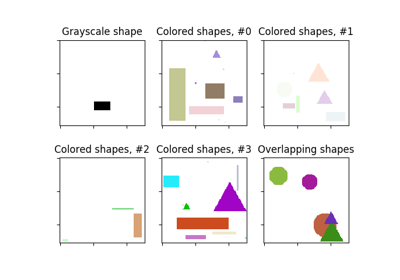 Grayscale shape
Colored shapes, #0
Colored shapes, #1
Colored shapes, #2
Colored shapes, #3
Overlapping shapes